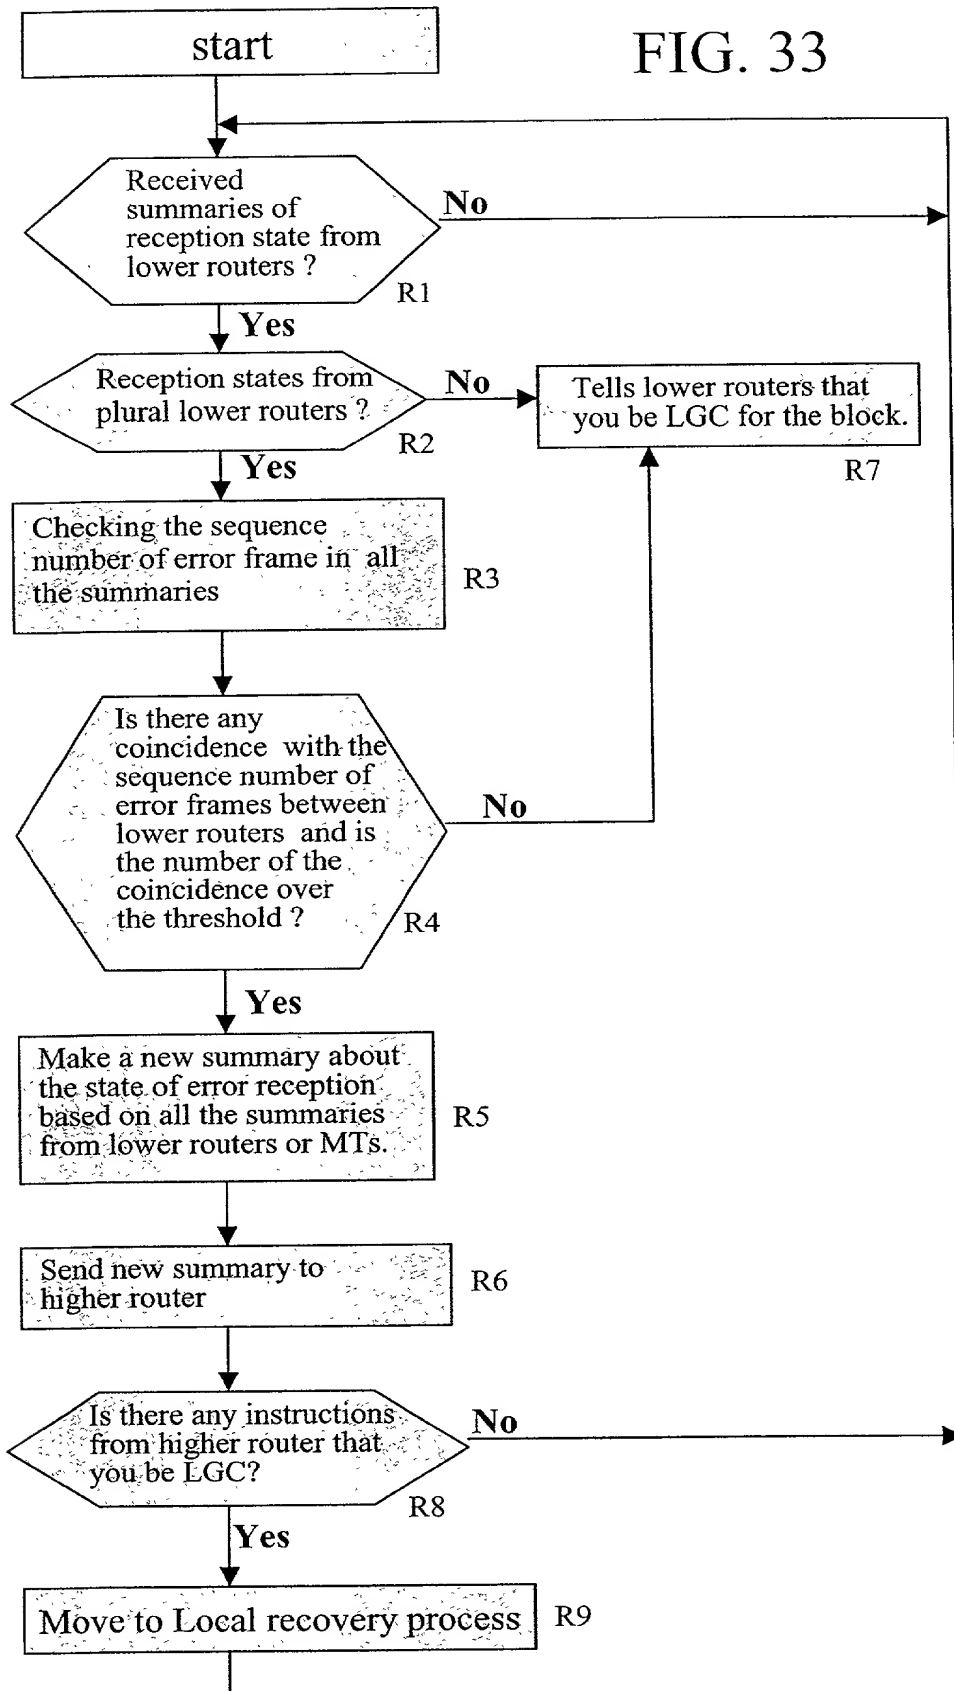 start
FIG. 33
Received
summaries of
reception state from
lower routers ?
No
R1
Yes
Reception states from
plural lower routers ?
No
R2
Tells lower routers that
you be LGC for the block.
R7
Yes
Checking the sequence
number of error frame in all
the summaries
R3
Is there any
coincidence with the
sequence number of
error frames between
lower routers and is
the number of the
coincidence over
the threshold ?
No
R4
Yes
Make a new summary about
the state of error reception
based on all the summaries
from lower routers or MTs.
R5
Send new summary to
higher router
R6
Is there any instructions
from higher router that
you be LGC?
No
R8
Yes
Move to Local recovery process
R9